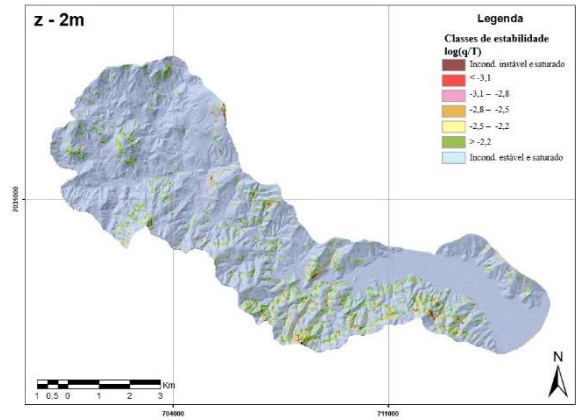 z - 2m
Legenda
Classes de estabilidade
log(q/T)
Incond. instável e saturado
< -3,1
-3,1 – -2,8
-2,8 – -2,5
-2,5 – -2,2
> -2,2
Incond. estável e saturado
7031000
N
Km
1 0.5 0 1 2 3
704000
711000